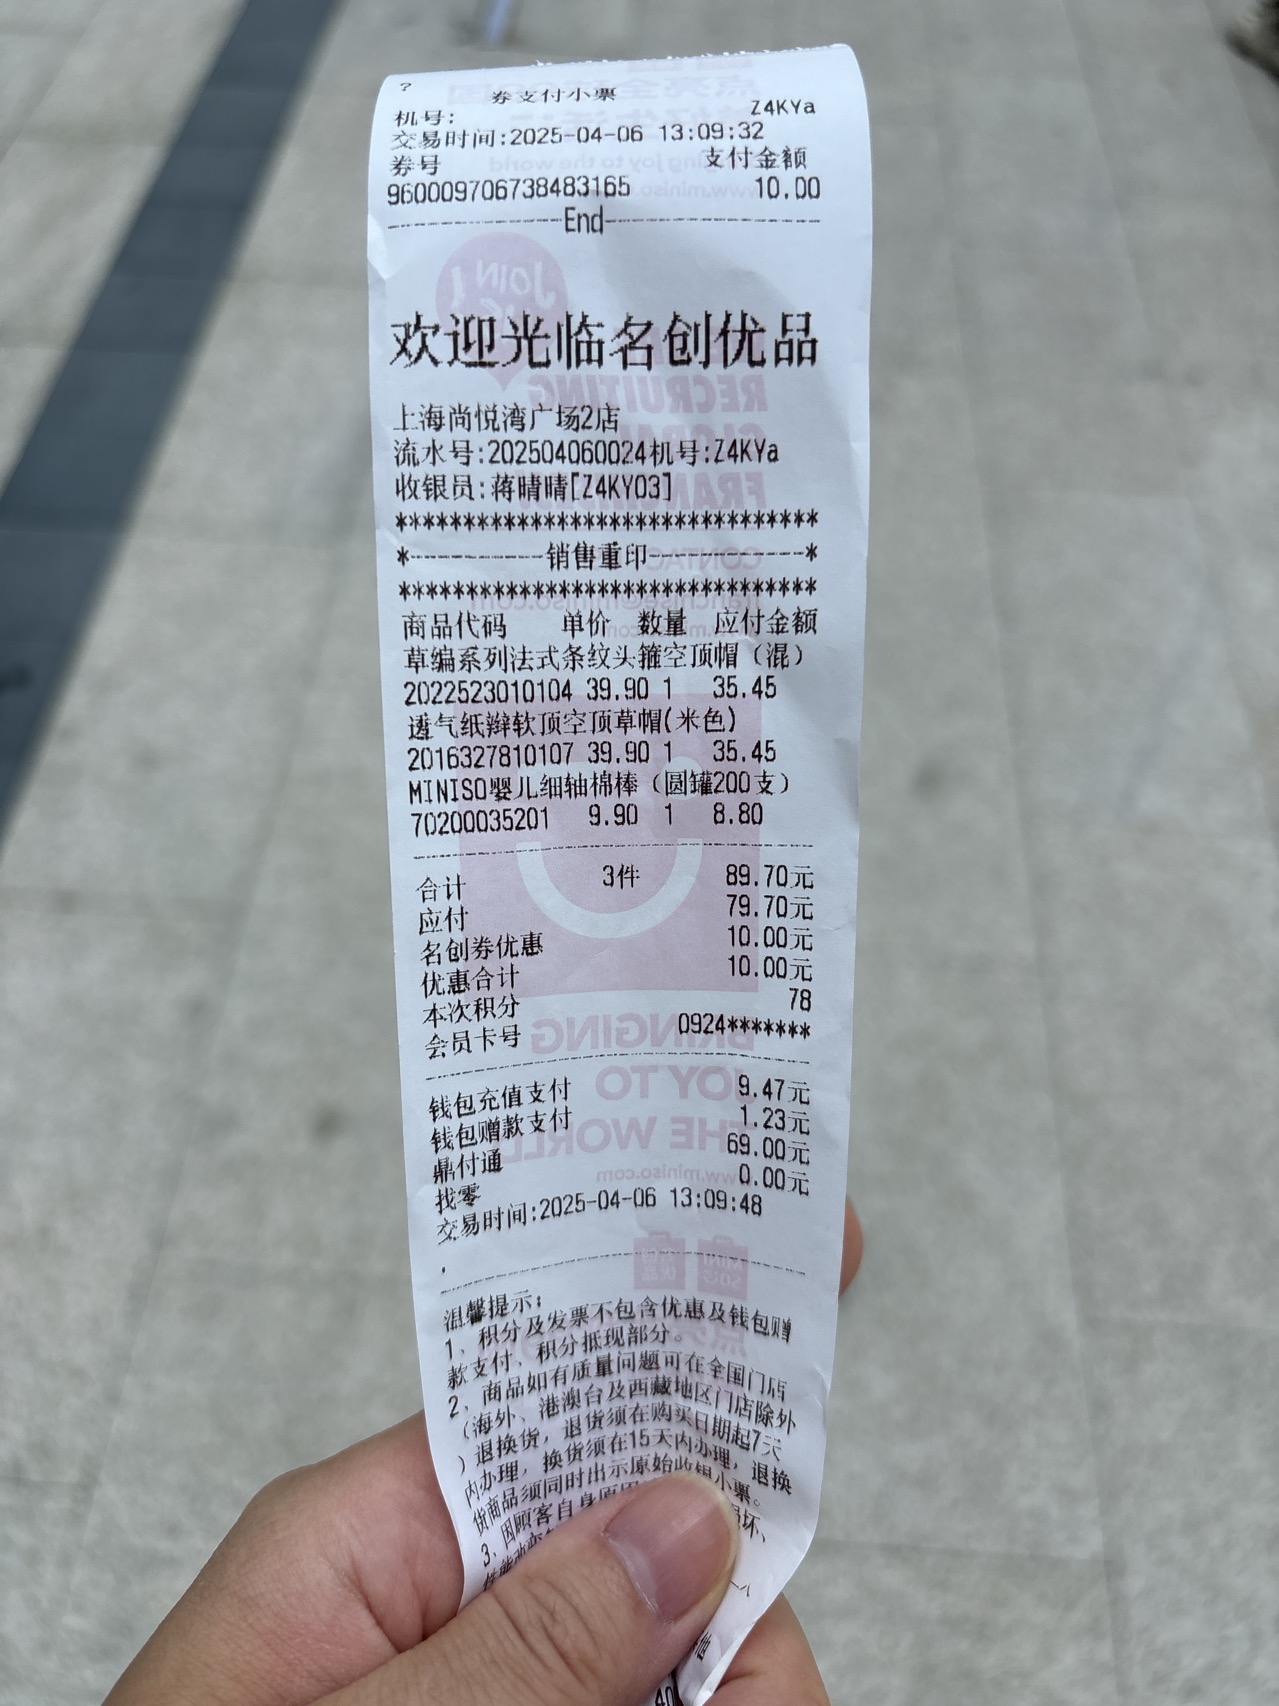 ?
券支付小票
机号: Z4KYa
交易时间:2025-04-06 13:09:32
券号 支付金额
960009706738483165 10.00
End
欢迎光临名创优品
上海尚悦湾广场2店
流水号:202504060024机号:Z4KYa
收银员:蒋晴晴[Z4KY03]
*******************************
*--------销售重印---------*
*******************************
商品代码 单价 数量 应付金额
草编系列法式条纹头箍空顶帽（混）
2022523010104 39.90 1 35.45
透气纸辫软顶空顶草帽(米色)
2016327810107 39.90 1 35.45
MINISO婴儿细轴棉棒（圆罐200支）
70200035201 9.90 1 8.80
合计 3件 89.70元
应付 79.70元
名创券优惠 10.00元
优惠合计 10.00元
本次积分 78
会员卡号 0924*******
钱包充值支付 9.47元
钱包赠款支付 1.23元
鼎付通 69.00元
找零 0.00元
交易时间:2025-04-06 13:09:48
.
温馨提示:
1、积分及发票不包含优惠及钱包赠
款支付、积分抵现部分。
2、商品如有质量问题可在全国门店
（海外、港澳台及西藏地区门店除外
）退换货，退货须在购买日期起7天
内办理，换货须在15天内办理，退换
货商品须同时出示原始收银小票。
3、因顾客自身原因